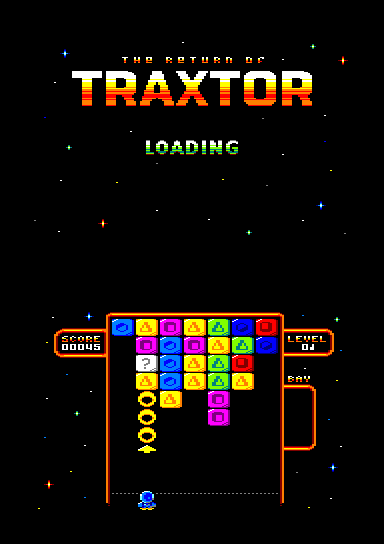 THE RETURN OF
TRAXTOR
LOADING
SCORE
00045
LEVEL
01
?
BAY